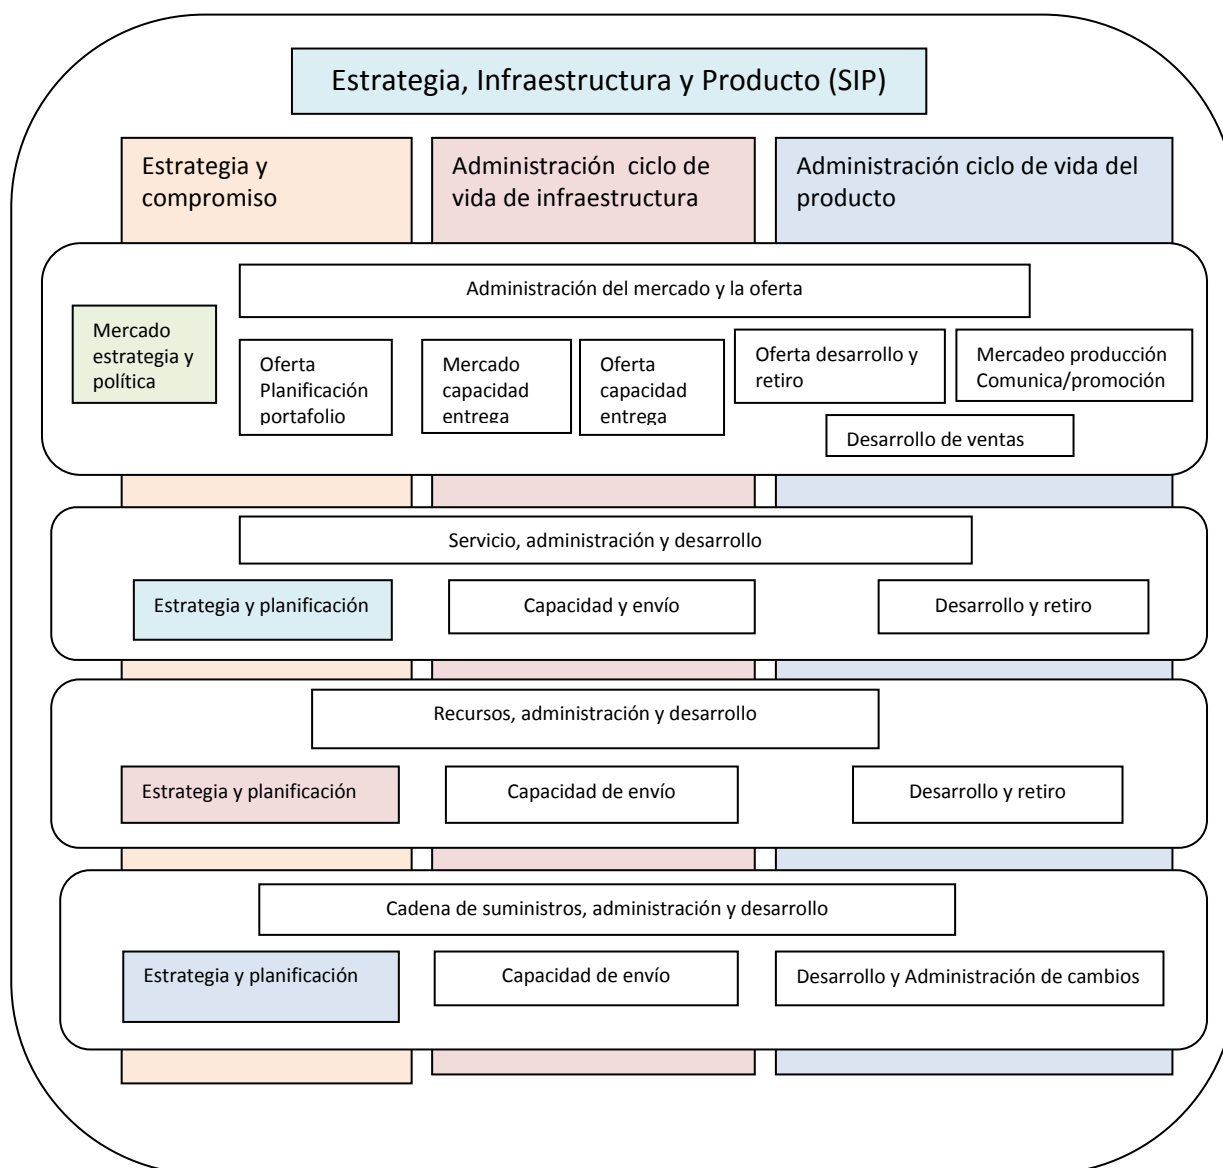 Estrategia, Infraestructura y Producto (SIP)
Estrategia y
compromiso
Administración ciclo de
vida de infraestructura
Administración ciclo de vida del
producto
Administración del mercado y la oferta
Mercado
estrategia y
política
Oferta
Planificación
portafolio
Mercado
capacidad
entrega
Oferta
capacidad
entrega
Oferta desarrollo y
retiro
Mercadeo producción
Comunica/promoción
Desarrollo de ventas
Servicio, administración y desarrollo
Estrategia y planificación
Capacidad y envío
Desarrollo y retiro
Recursos, administración y desarrollo
Estrategia y planificación
Capacidad de envío
Desarrollo y retiro
Cadena de suministros, administración y desarrollo
Estrategia y planificación
Capacidad de envío
Desarrollo y Administración de cambios